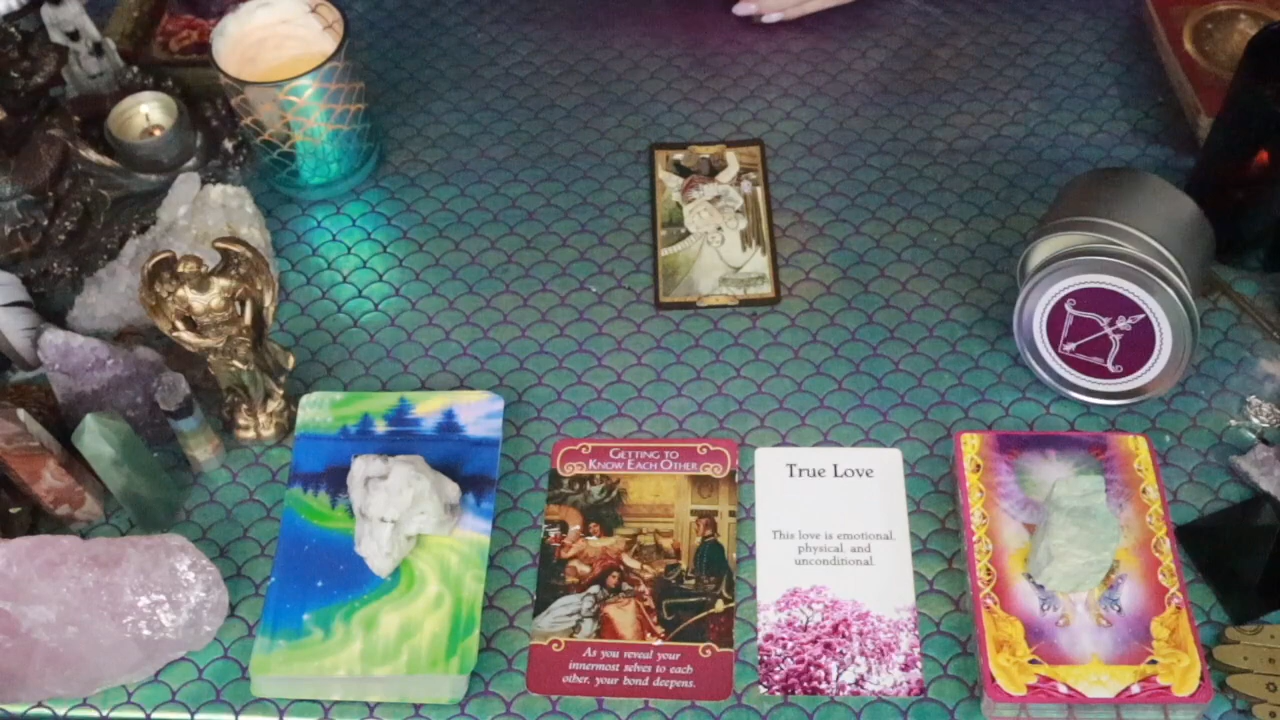 Getting to
Know Each Other
As you reveal your
innermost selves to each
other, your bond deepens.
True Love
This love is emotional,
physical, and
unconditional.